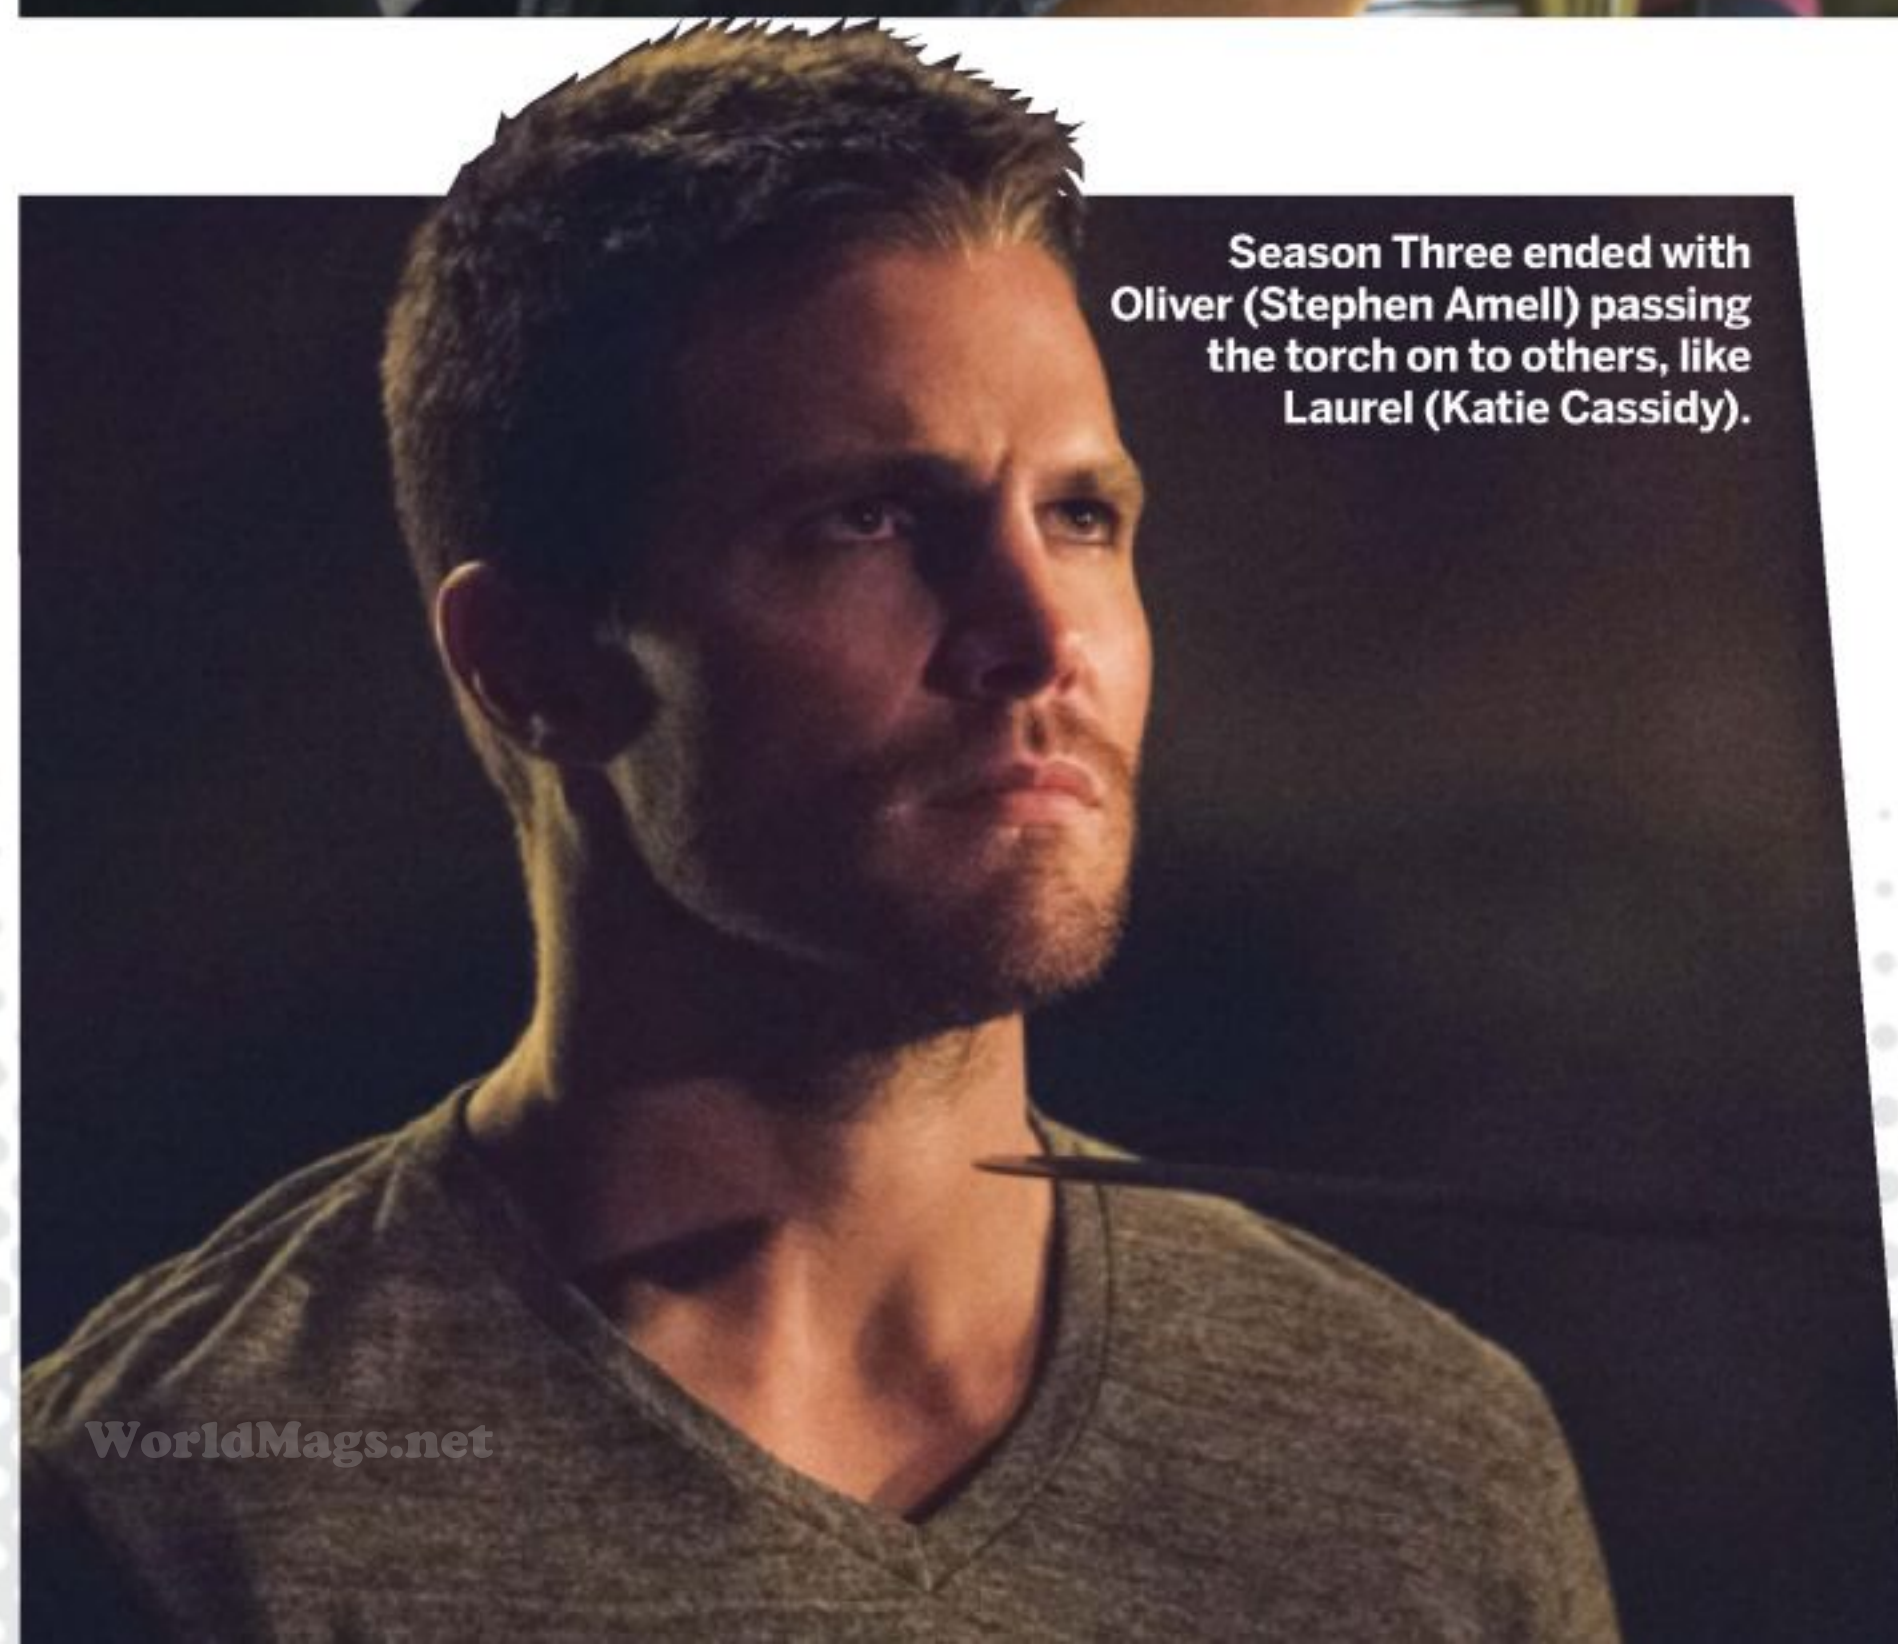 Season Three ended with
Oliver (Stephen Amell) passing
the torch on to others, like
Laurel (Katie Cassidy).
WorldMags.net